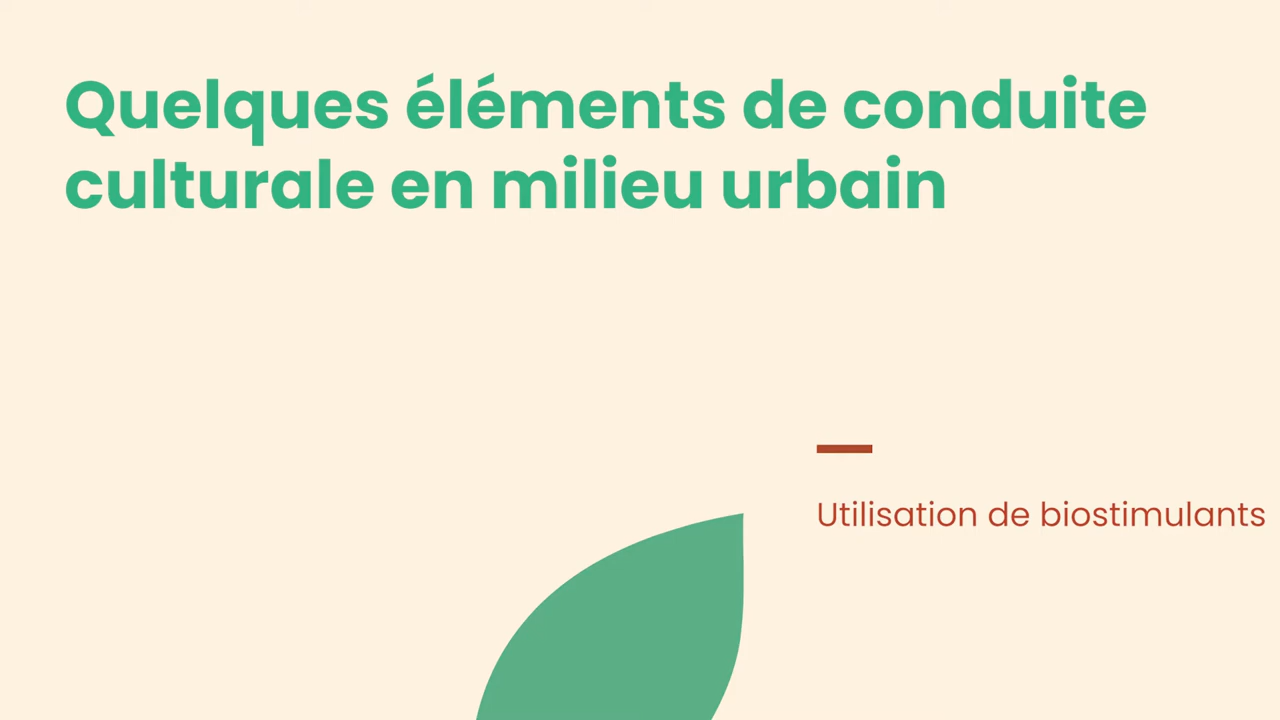 Quelques éléments de conduite
culturale en milieu urbain
Utilisation de biostimulants